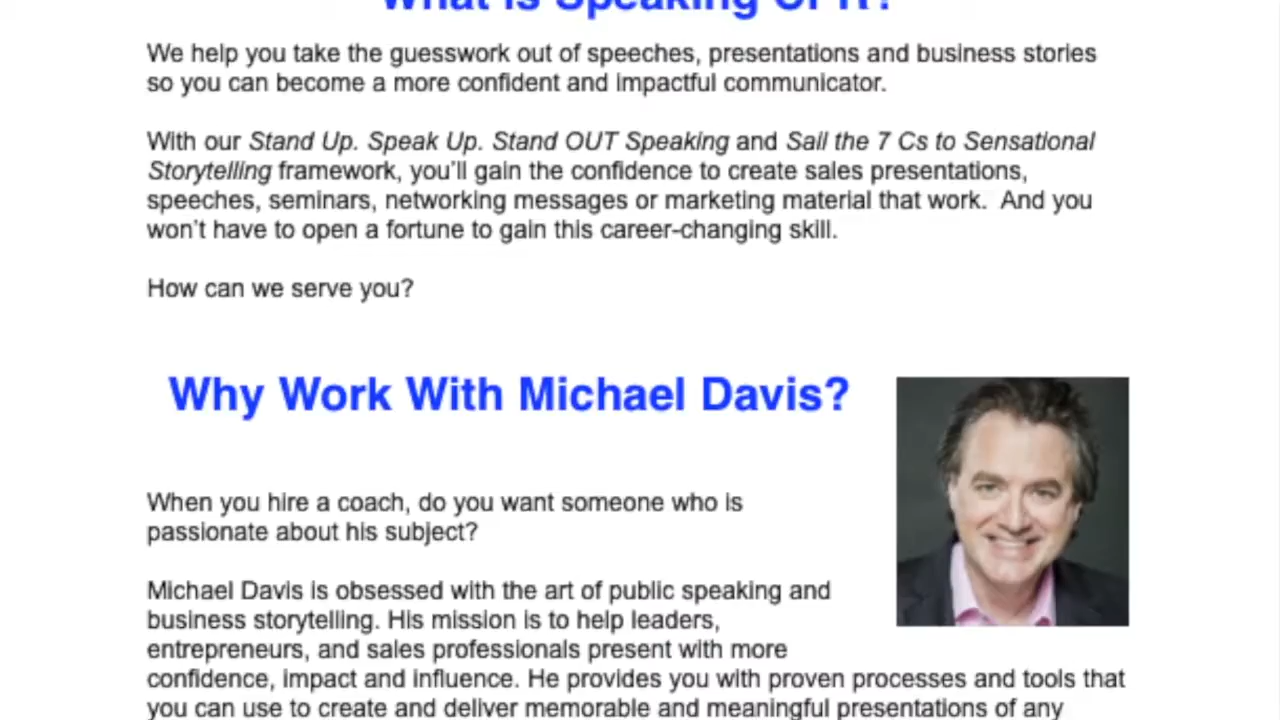 What is Speaking CPR?
We help you take the guesswork out of speeches, presentations and business stories
so you can become a more confident and impactful communicator.
With our Stand Up. Speak Up. Stand OUT Speaking and Sail the 7 Cs to Sensational
Storytelling framework, you'll gain the confidence to create sales presentations,
speeches, seminars, networking messages or marketing material that work.  And you
won't have to open a fortune to gain this career-changing skill.
How can we serve you?
Why Work With Michael Davis?
When you hire a coach, do you want someone who is
passionate about his subject?
Michael Davis is obsessed with the art of public speaking and
business storytelling. His mission is to help leaders,
entrepreneurs, and sales professionals present with more
confidence, impact and influence. He provides you with proven processes and tools that
you can use to create and deliver memorable and meaningful presentations of any